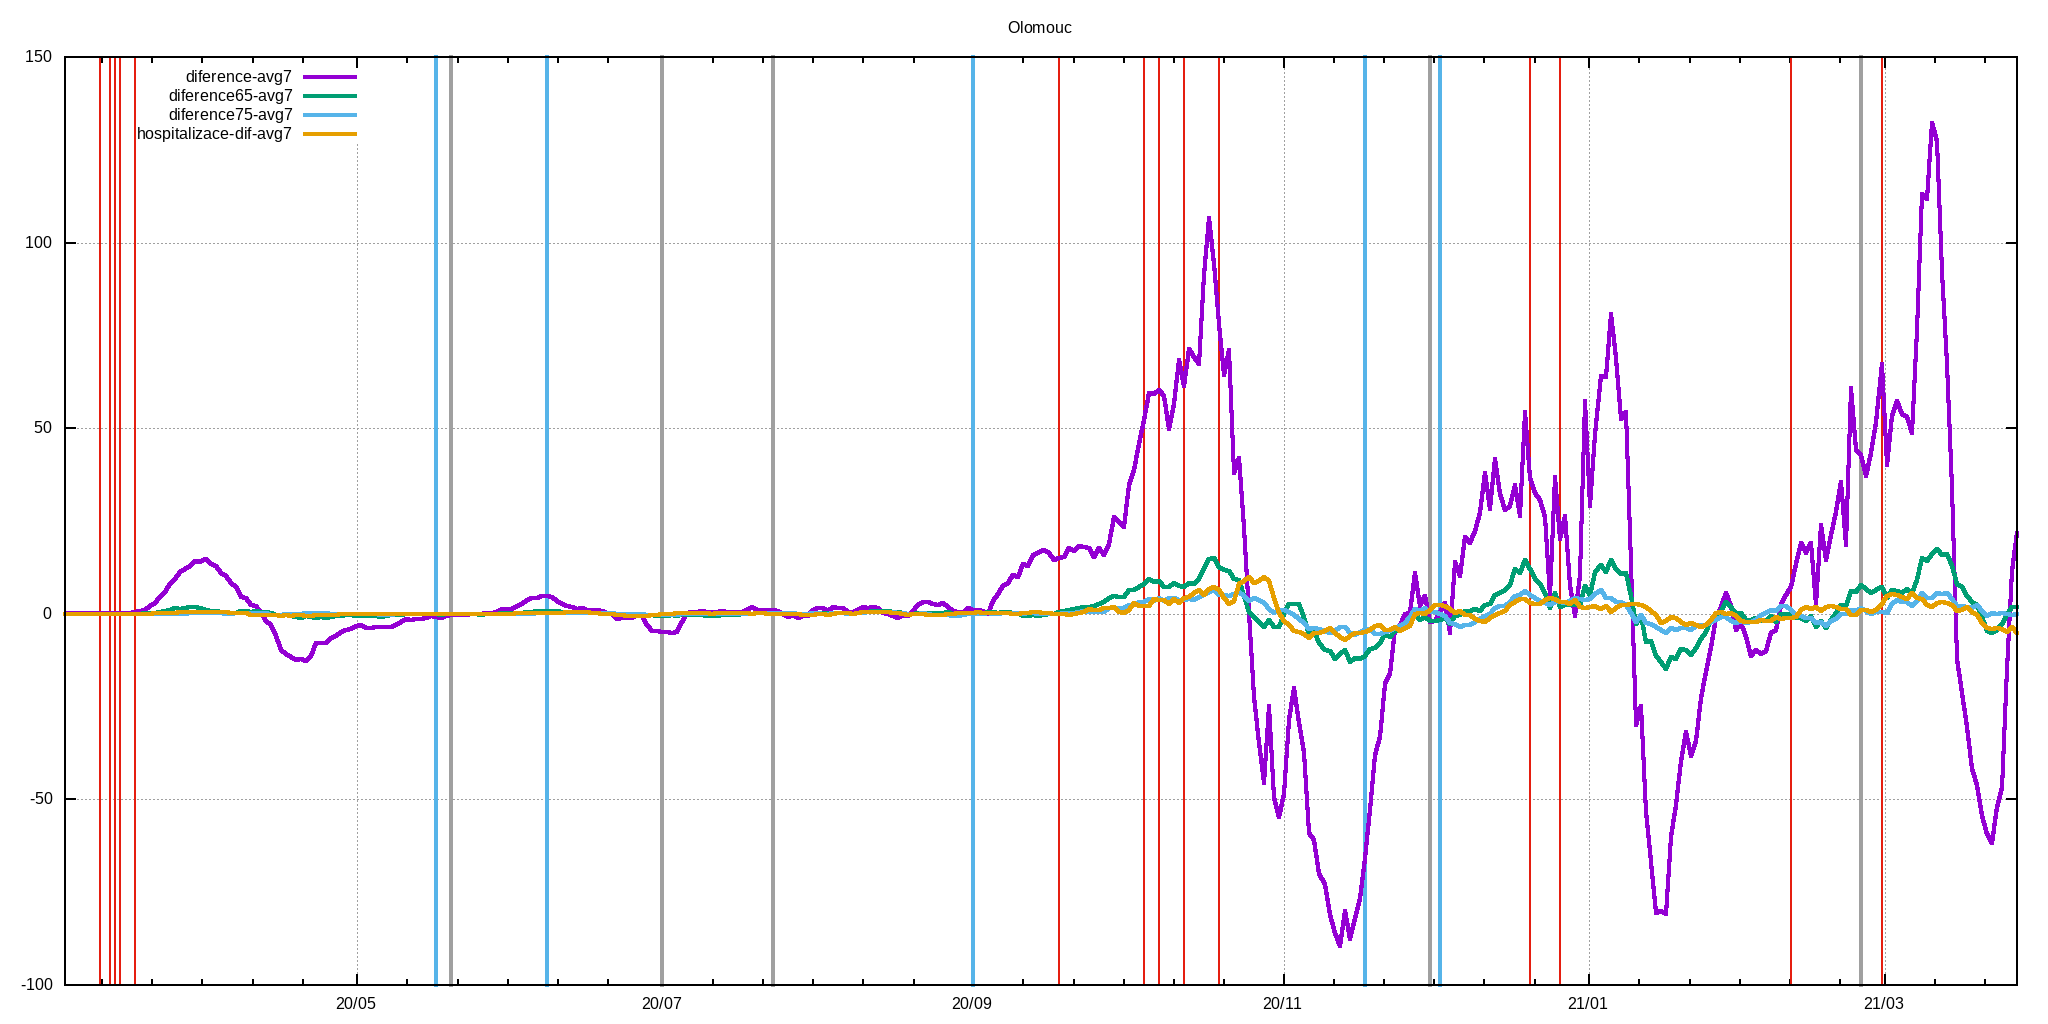 Olomouc
150
diference-avg7
diference65-avg7
diference75-avg7
hospitalizace-dif-avg7
100
50
0
-50
-100
20/05 20/07 20/09 20/11 21/01 21/03